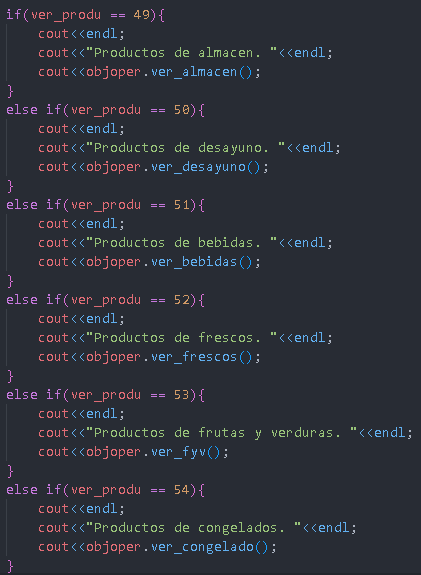 if(ver_produ == 49){
    cout<<endl;
    cout<<"Productos de almacen. "<<endl;
    cout<<objoper.ver_almacen();
}
else if(ver_produ == 50){
    cout<<endl;
    cout<<"Productos de desayuno. "<<endl;
    cout<<objoper.ver_desayuno();
}
else if(ver_produ == 51){
    cout<<endl;
    cout<<"Productos de bebidas. "<<endl;
    cout<<objoper.ver_bebidas();
}
else if(ver_produ == 52){
    cout<<endl;
    cout<<"Productos de frescos. "<<endl;
    cout<<objoper.ver_frescos();
}
else if(ver_produ == 53){
    cout<<endl;
    cout<<"Productos de frutas y verduras. "<<endl;
    cout<<objoper.ver_fyv();
}
else if(ver_produ == 54){
    cout<<endl;
    cout<<"Productos de congelados. "<<endl;
    cout<<objoper.ver_congelado();
}